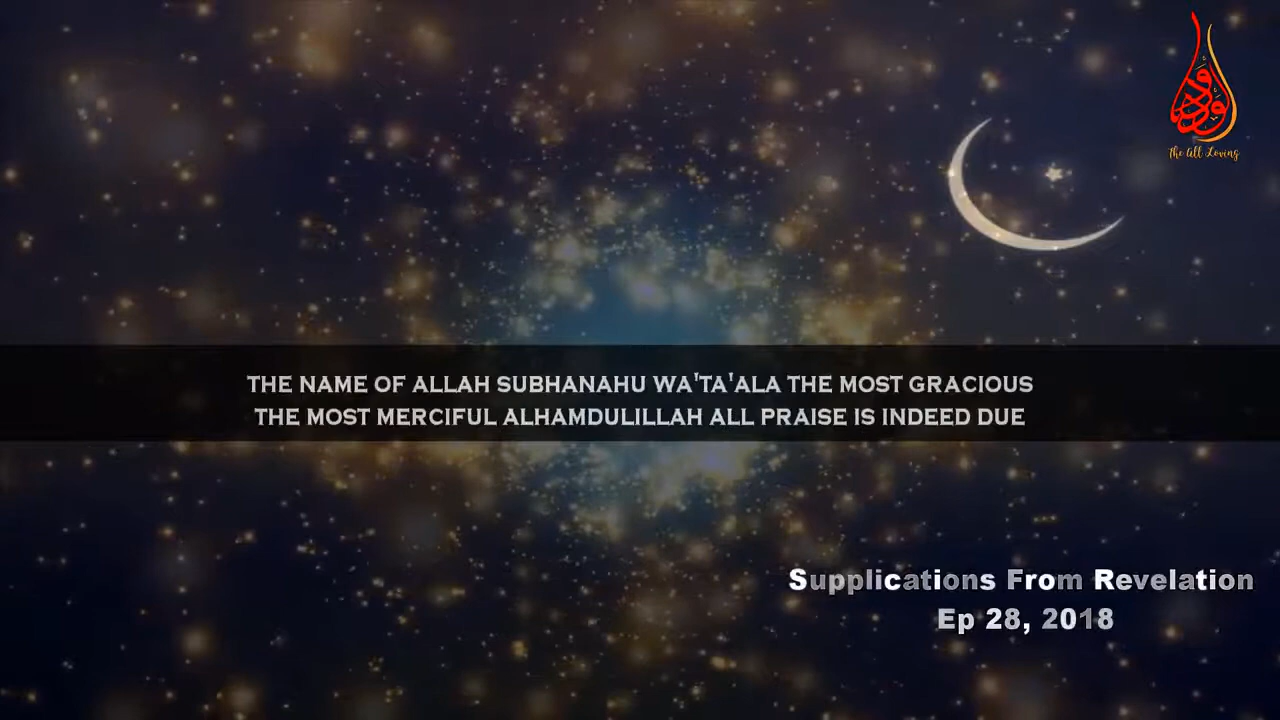 الودود
The All Loving
THE NAME OF ALLAH SUBHANAHU WA'TA'ALA THE MOST GRACIOUS
THE MOST MERCIFUL ALHAMDULILLAH ALL PRAISE IS INDEED DUE
Supplications From Revelation
Ep 28, 2018